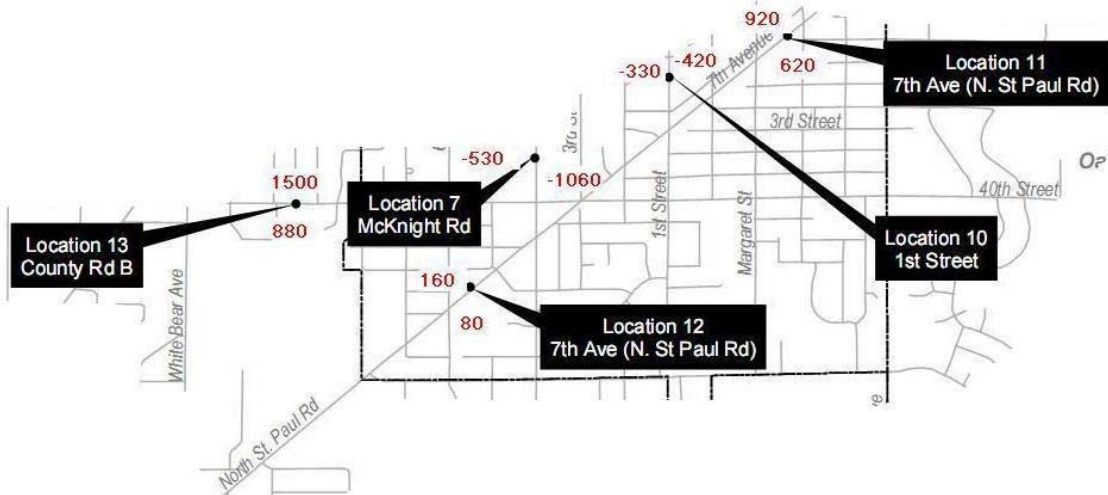 920
-420
-330
7th Avenue
620
Location 11
7th Ave (N. St Paul Rd)
3rd Street
3rd S
-530
-1060
1500
880
Location 7
McKnight Rd
40th Street
1st Street
Margaret St
Location 13
County Rd B
Location 10
1st Street
160
80
White Bear Ave
Location 12
7th Ave (N. St Paul Rd)
North St. Paul Rd